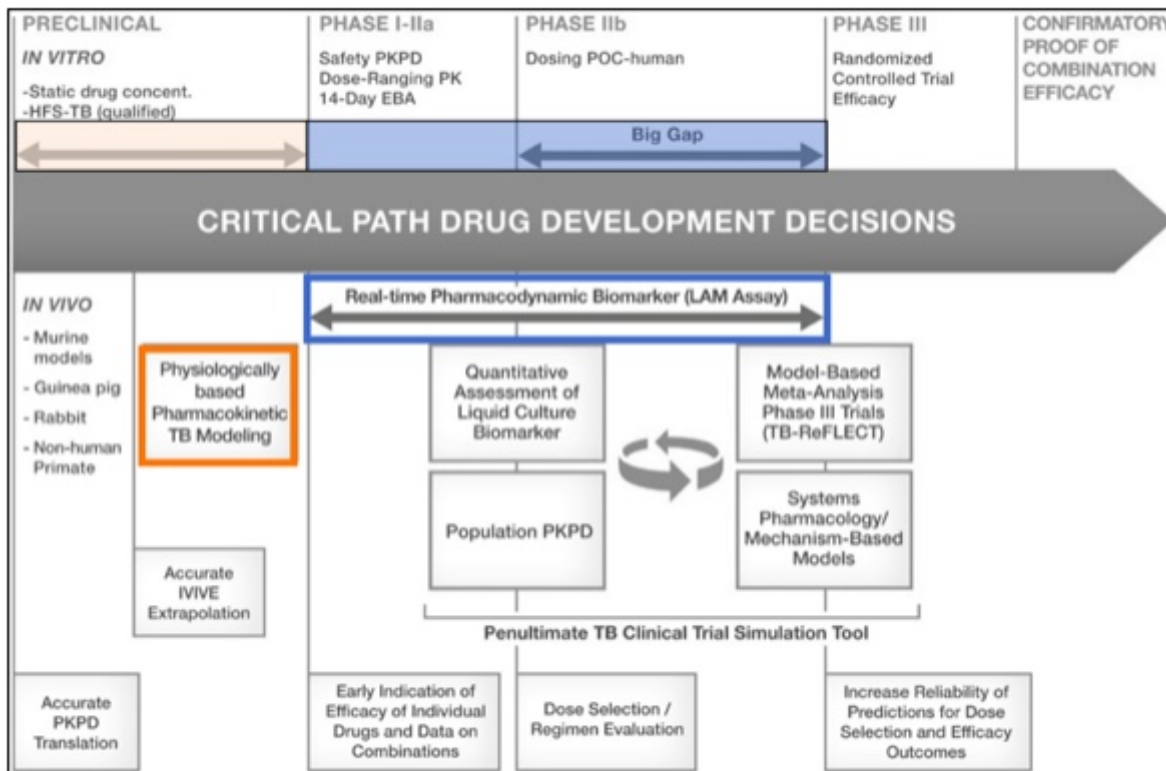 PRECLINICAL
IN VITRO
-Static drug concent.
-HFS-TB (qualified)
PHASE I-IIa
Safety PKPD
Dose-Ranging PK
14-Day EBA
PHASE IIb
Dosing POC-human
PHASE III
Randomized
Controlled Trial
Efficacy
CONFIRMATORY
PROOF OF
COMBINATION
EFFICACY
Big Gap
CRITICAL PATH DRUG DEVELOPMENT DECISIONS
Real-time Pharmacodynamic Biomarker (LAM Assay)
IN VIVO
- Murine
models
- Guinea pig
- Rabbit
- Non-human
Primate
Physiologically
based
Pharmacokinetic
TB Modeling
Quantitative
Assessment of
Liquid Culture
Biomarker
Model-Based
Meta-Analysis
Phase III Trials
(TB-ReFLECT)
Population PKPD
Systems
Pharmacology/
Mechanism-Based
Models
Accurate
IVIVE
Extrapolation
Penultimate TB Clinical Trial Simulation Tool
Accurate
PKPD
Translation
Early Indication of
Efficacy of Individual
Drugs and Data on
Combinations
Dose Selection /
Regimen Evaluation
Increase Reliability of
Predictions for Dose
Selection and Efficacy
Outcomes